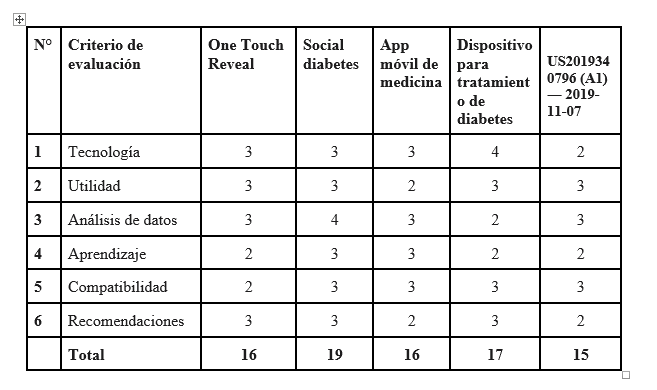 N° Criterio de evaluación One Touch Reveal Social diabetes App móvil de medicina Dispositivo para tratamient o de diabetes US201934 0796 (A1) — 2019- 11-07
1 Tecnología 3 3 3 4 2
2 Utilidad 3 3 2 3 3
3 Análisis de datos 3 4 3 2 3
4 Aprendizaje 2 3 3 2 2
5 Compatibilidad 2 3 3 3 3
6 Recomendaciones 3 3 2 3 2
Total 16 19 16 17 15